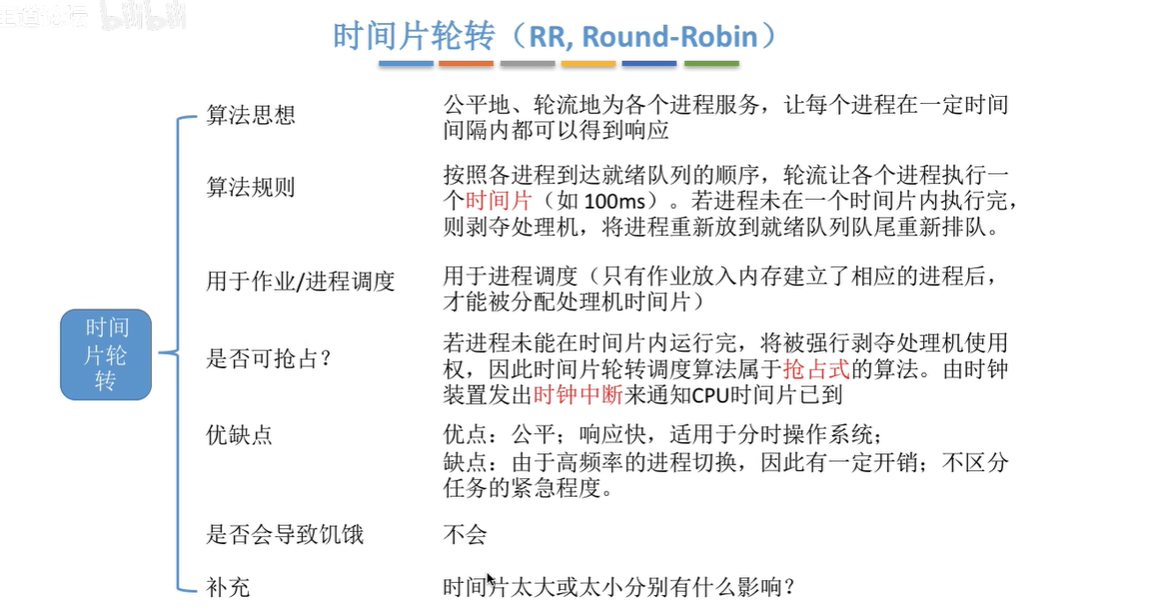 bilibili
时间片轮转（RR, Round-Robin）
算法思想
公平地、轮流地为各个进程服务，让每个进程在一定时间
间隔内都可以得到响应
算法规则
按照各进程到达就绪队列的顺序，轮流让各个进程执行一
个时间片（如 100ms）。若进程未在一个时间片内执行完，
则剥夺处理机，将进程重新放到就绪队列队尾重新排队。
用于作业/进程调度
用于进程调度（只有作业放入内存建立了相应的进程后，
才能被分配处理机时间片）
时间
片轮
转
是否可抢占？
若进程未能在时间片内运行完，将被强行剥夺处理机使用
权，因此时间片轮转调度算法属于抢占式的算法。由时钟
装置发出时钟中断来通知CPU时间片已到
优缺点
优点：公平；响应快，适用于分时操作系统；
缺点：由于高频率的进程切换，因此有一定开销；不区分
任务的紧急程度。
是否会导致饥饿
不会
补充
时间片太大或太小分别有什么影响？